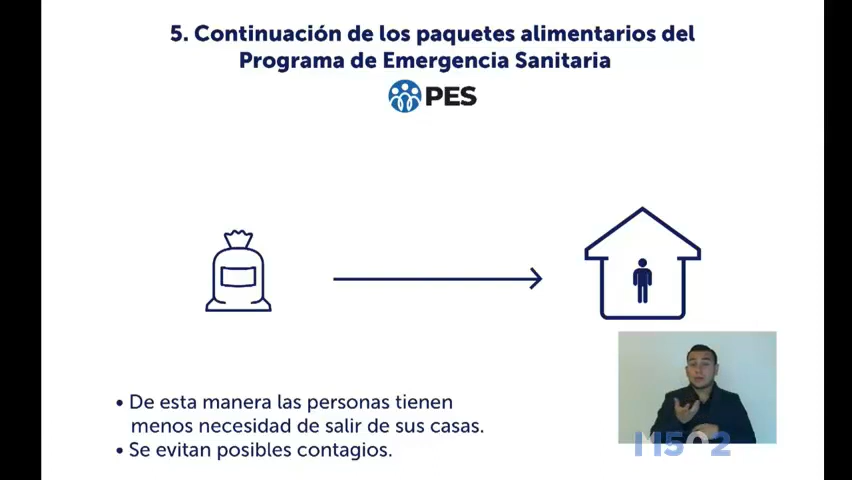 5. Continuación de los paquetes alimentarios del
Programa de Emergencia Sanitaria
PES
• De esta manera las personas tienen
menos necesidad de salir de sus casas.
• Se evitan posibles contagios.